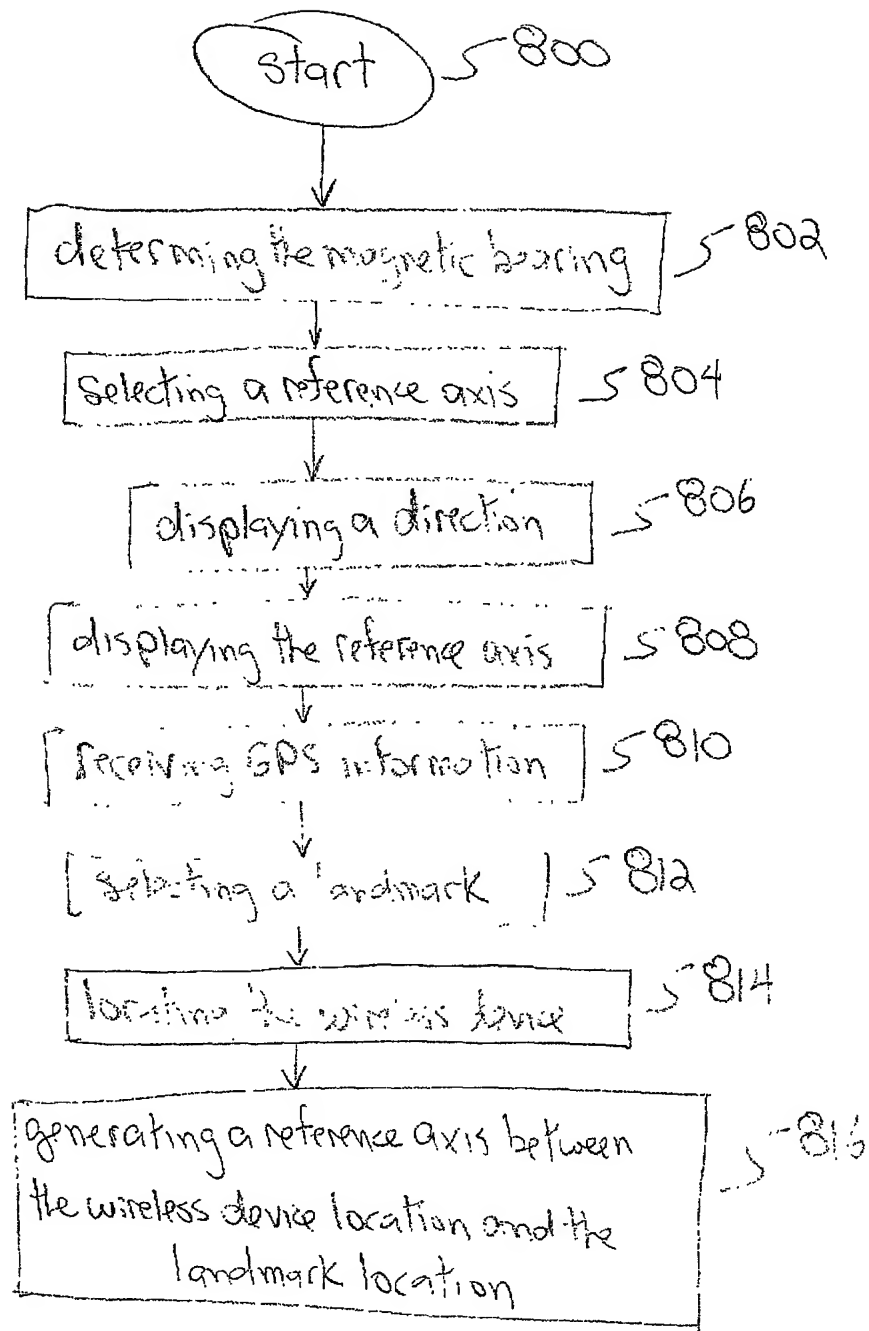 start 800
determing the magnetic bearing 802
selecting a reference axis 804
displaying a direction 806
displaying the reference axis 808
receiving GPS information 810
selecting a landmark 812
locating the wireless device 814
generating a reference axis between 816
the wireless device location and the
landmark location